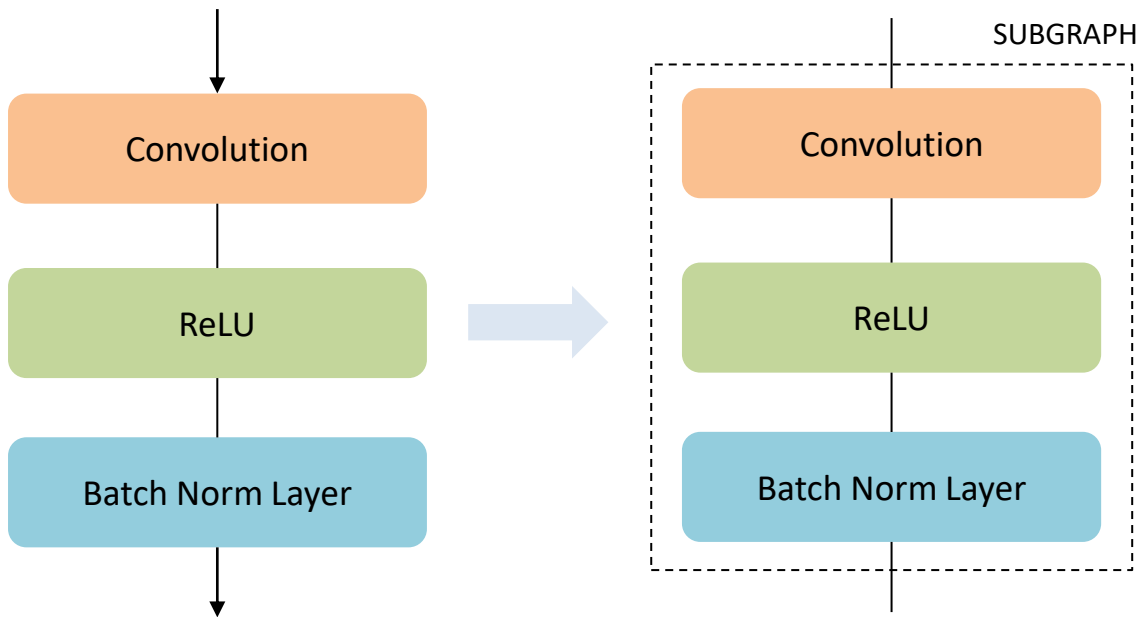 Convolution
ReLU
Batch Norm Layer
SUBGRAPH
Convolution
ReLU
Batch Norm Layer